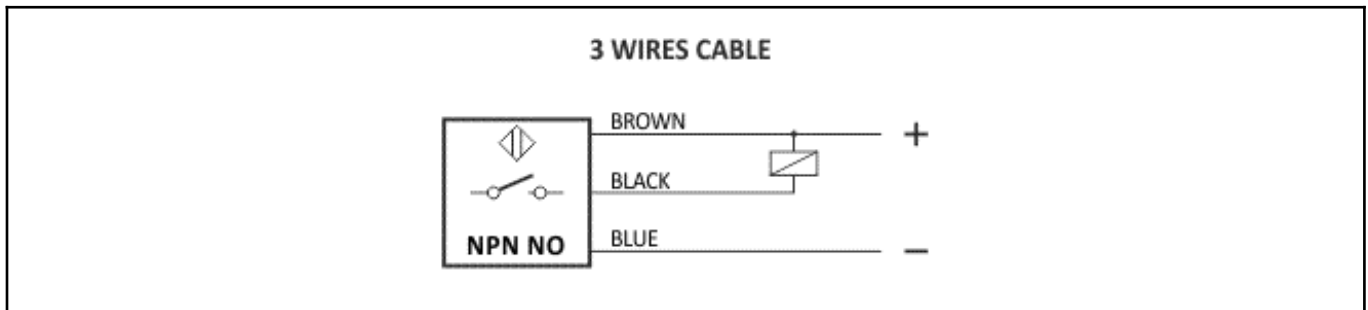 3 WIRES CABLE
BROWN
+
BLACK
NPN NO
BLUE
−